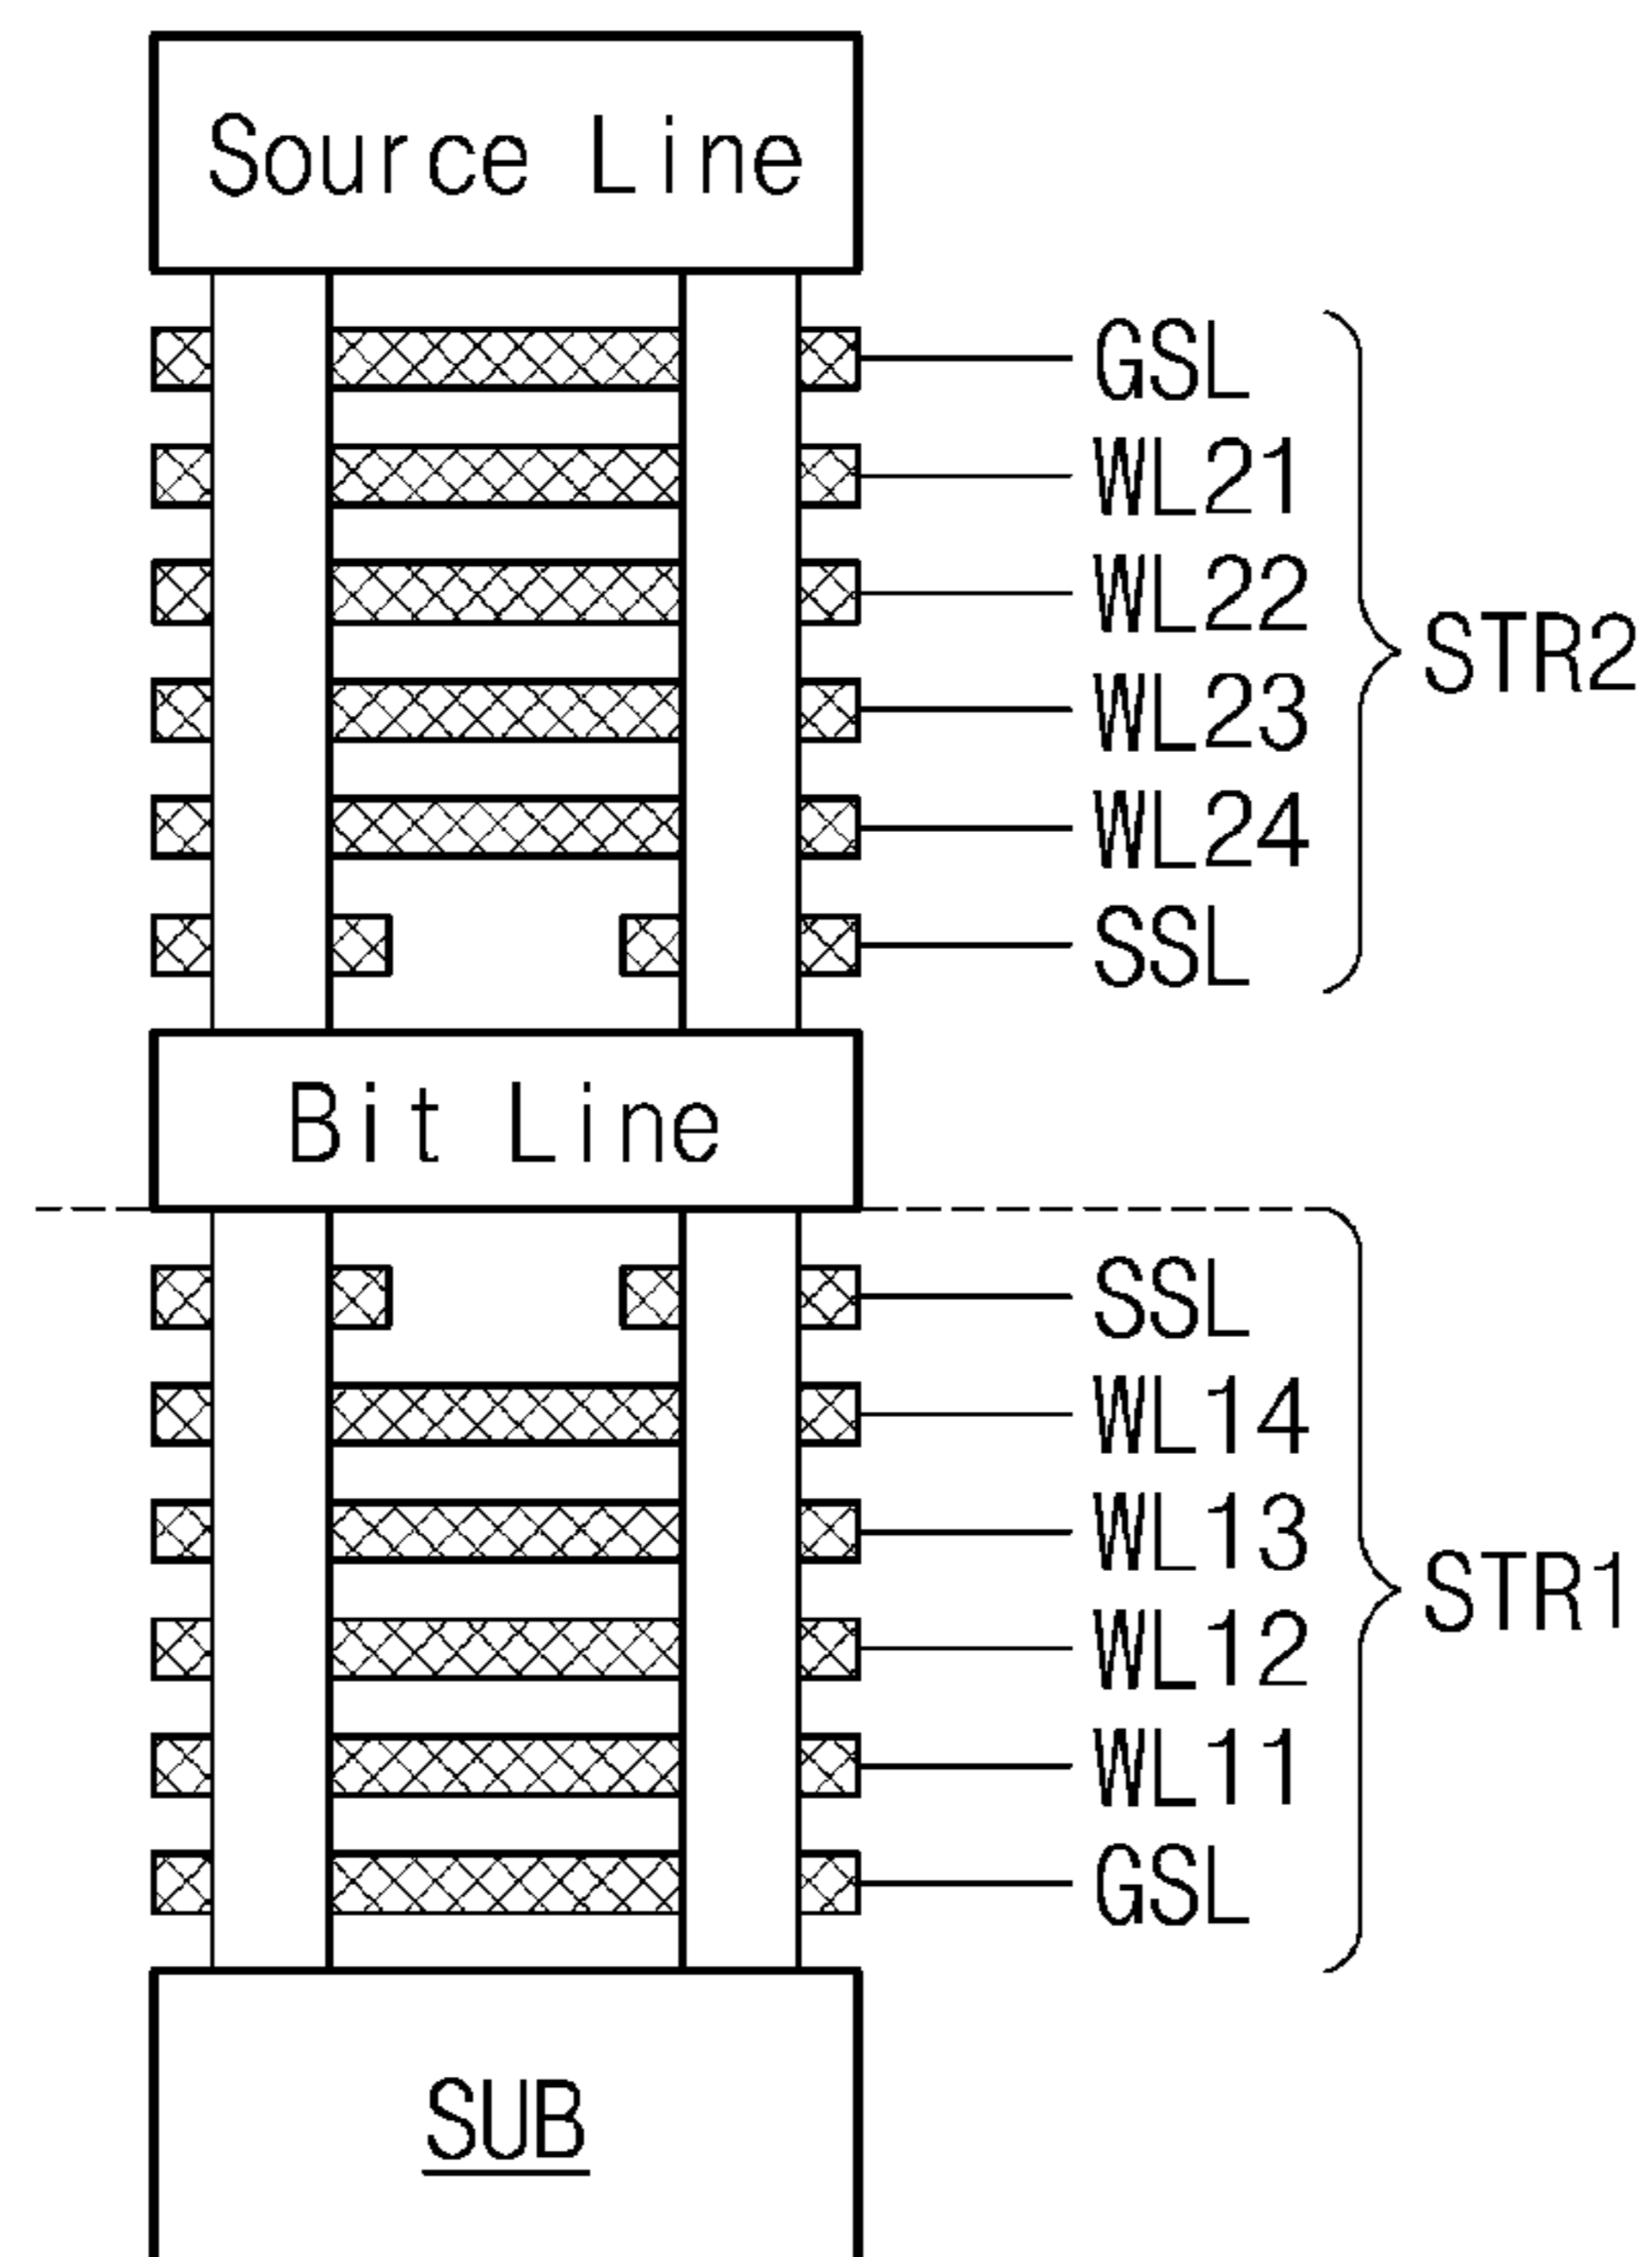 Source Line
GSL
WL21
WL22
WL23
WL24
SSL
STR2
Bit Line
SSL
WL14
WL13
WL12
WL11
GSL
STR1
SUB